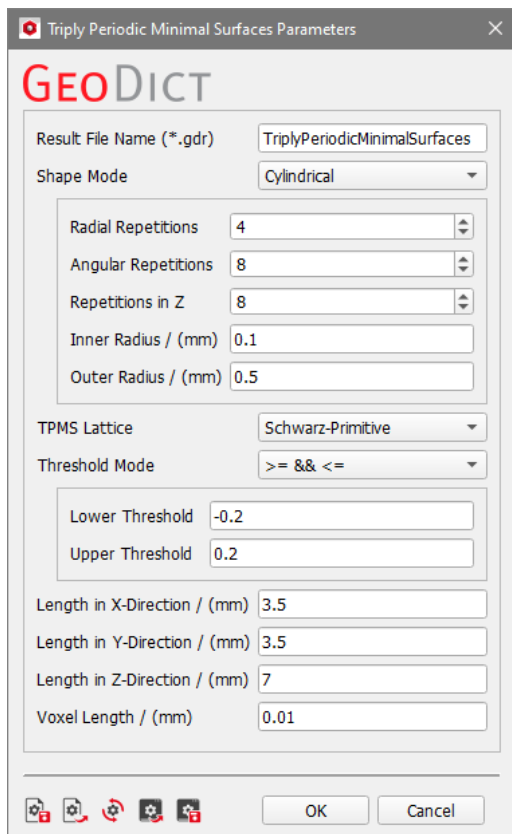 Triply Periodic Minimal Surfaces Parameters
GEODICT
Result File Name (*.gdr) TriplyPeriodicMinimalSurfaces
Shape Mode Cylindrical
Radial Repetitions 4
Angular Repetitions 8
Repetitions in Z 8
Inner Radius / (mm) 0.1
Outer Radius / (mm) 0.5
TPMS Lattice Schwarz-Primitive
Threshold Mode >= && <=
Lower Threshold -0.2
Upper Threshold 0.2
Length in X-Direction / (mm) 3.5
Length in Y-Direction / (mm) 3.5
Length in Z-Direction / (mm) 7
Voxel Length / (mm) 0.01
OK Cancel